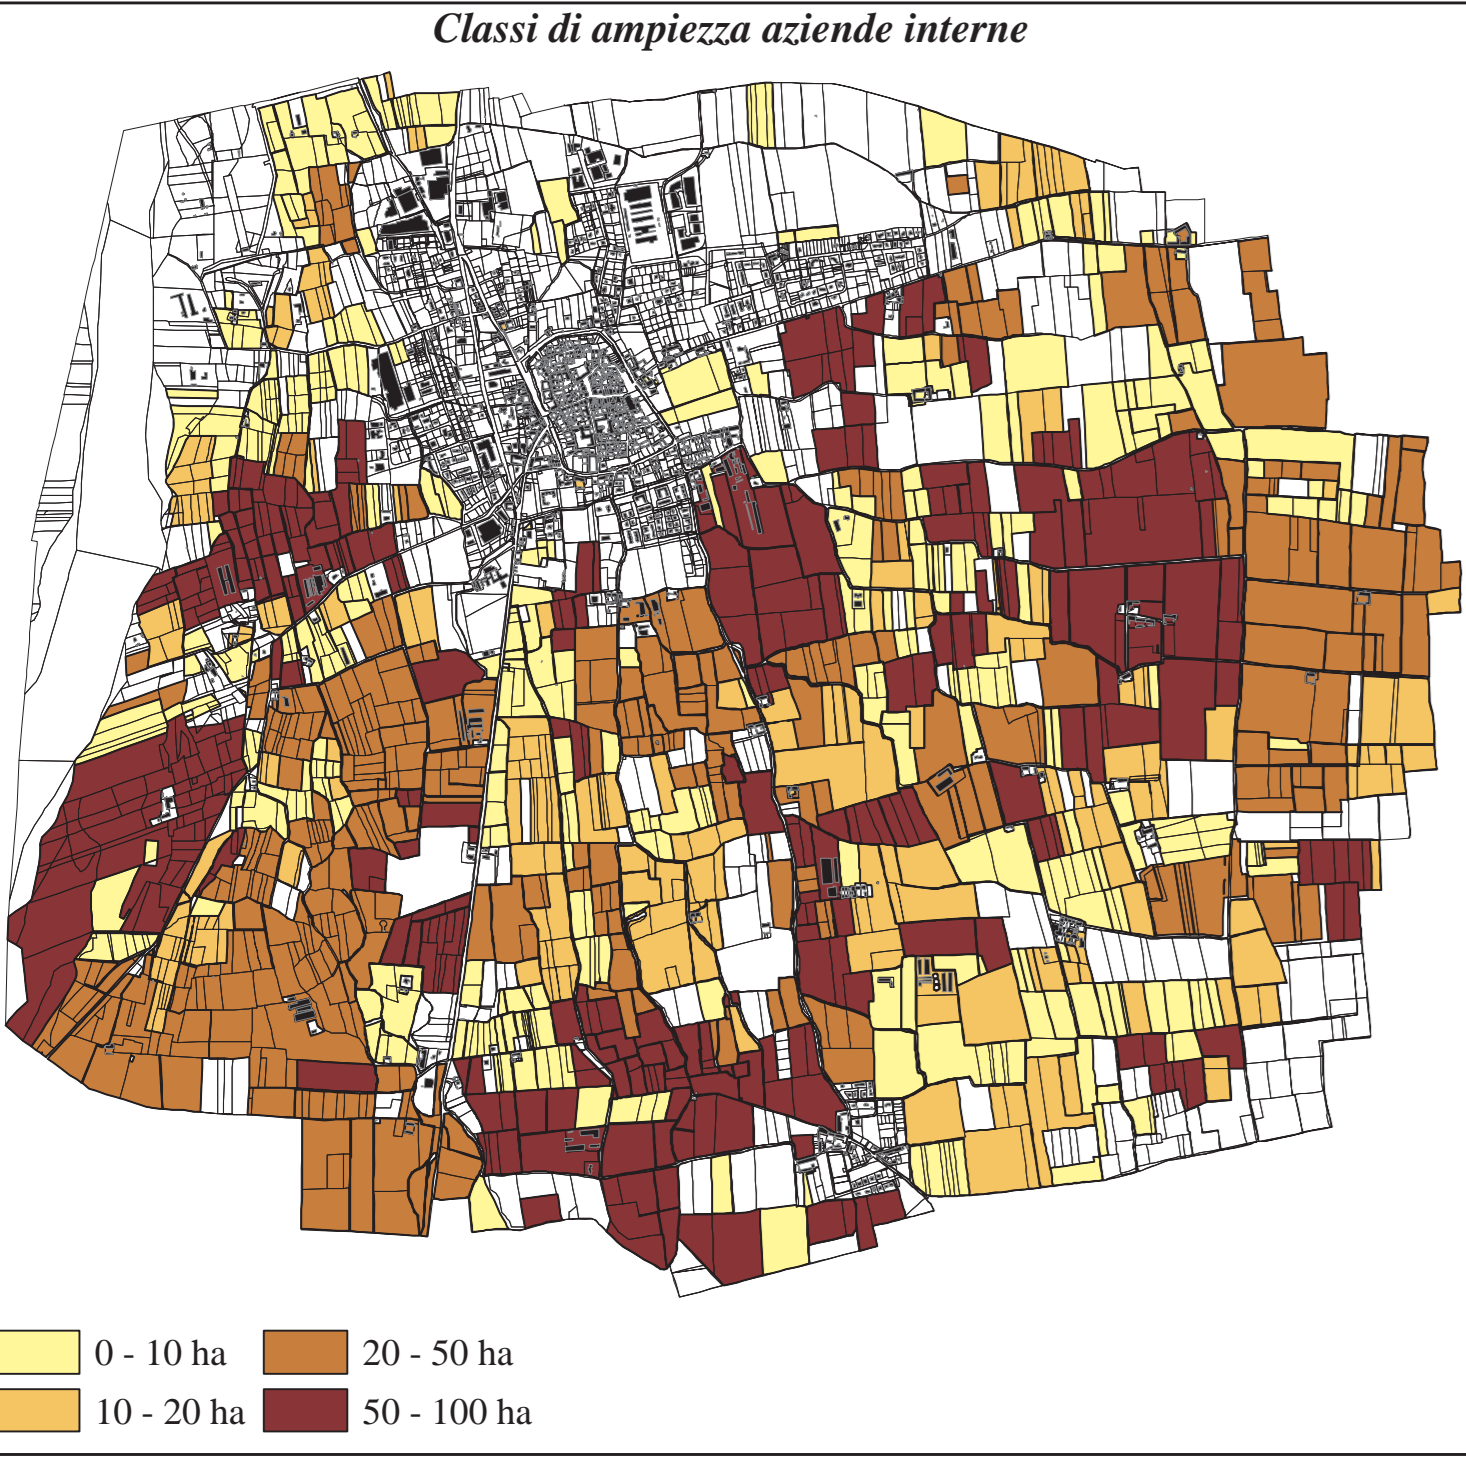 Classi di ampiezza aziende interne
0 - 10 ha
20 - 50 ha
10 - 20 ha
50 - 100 ha